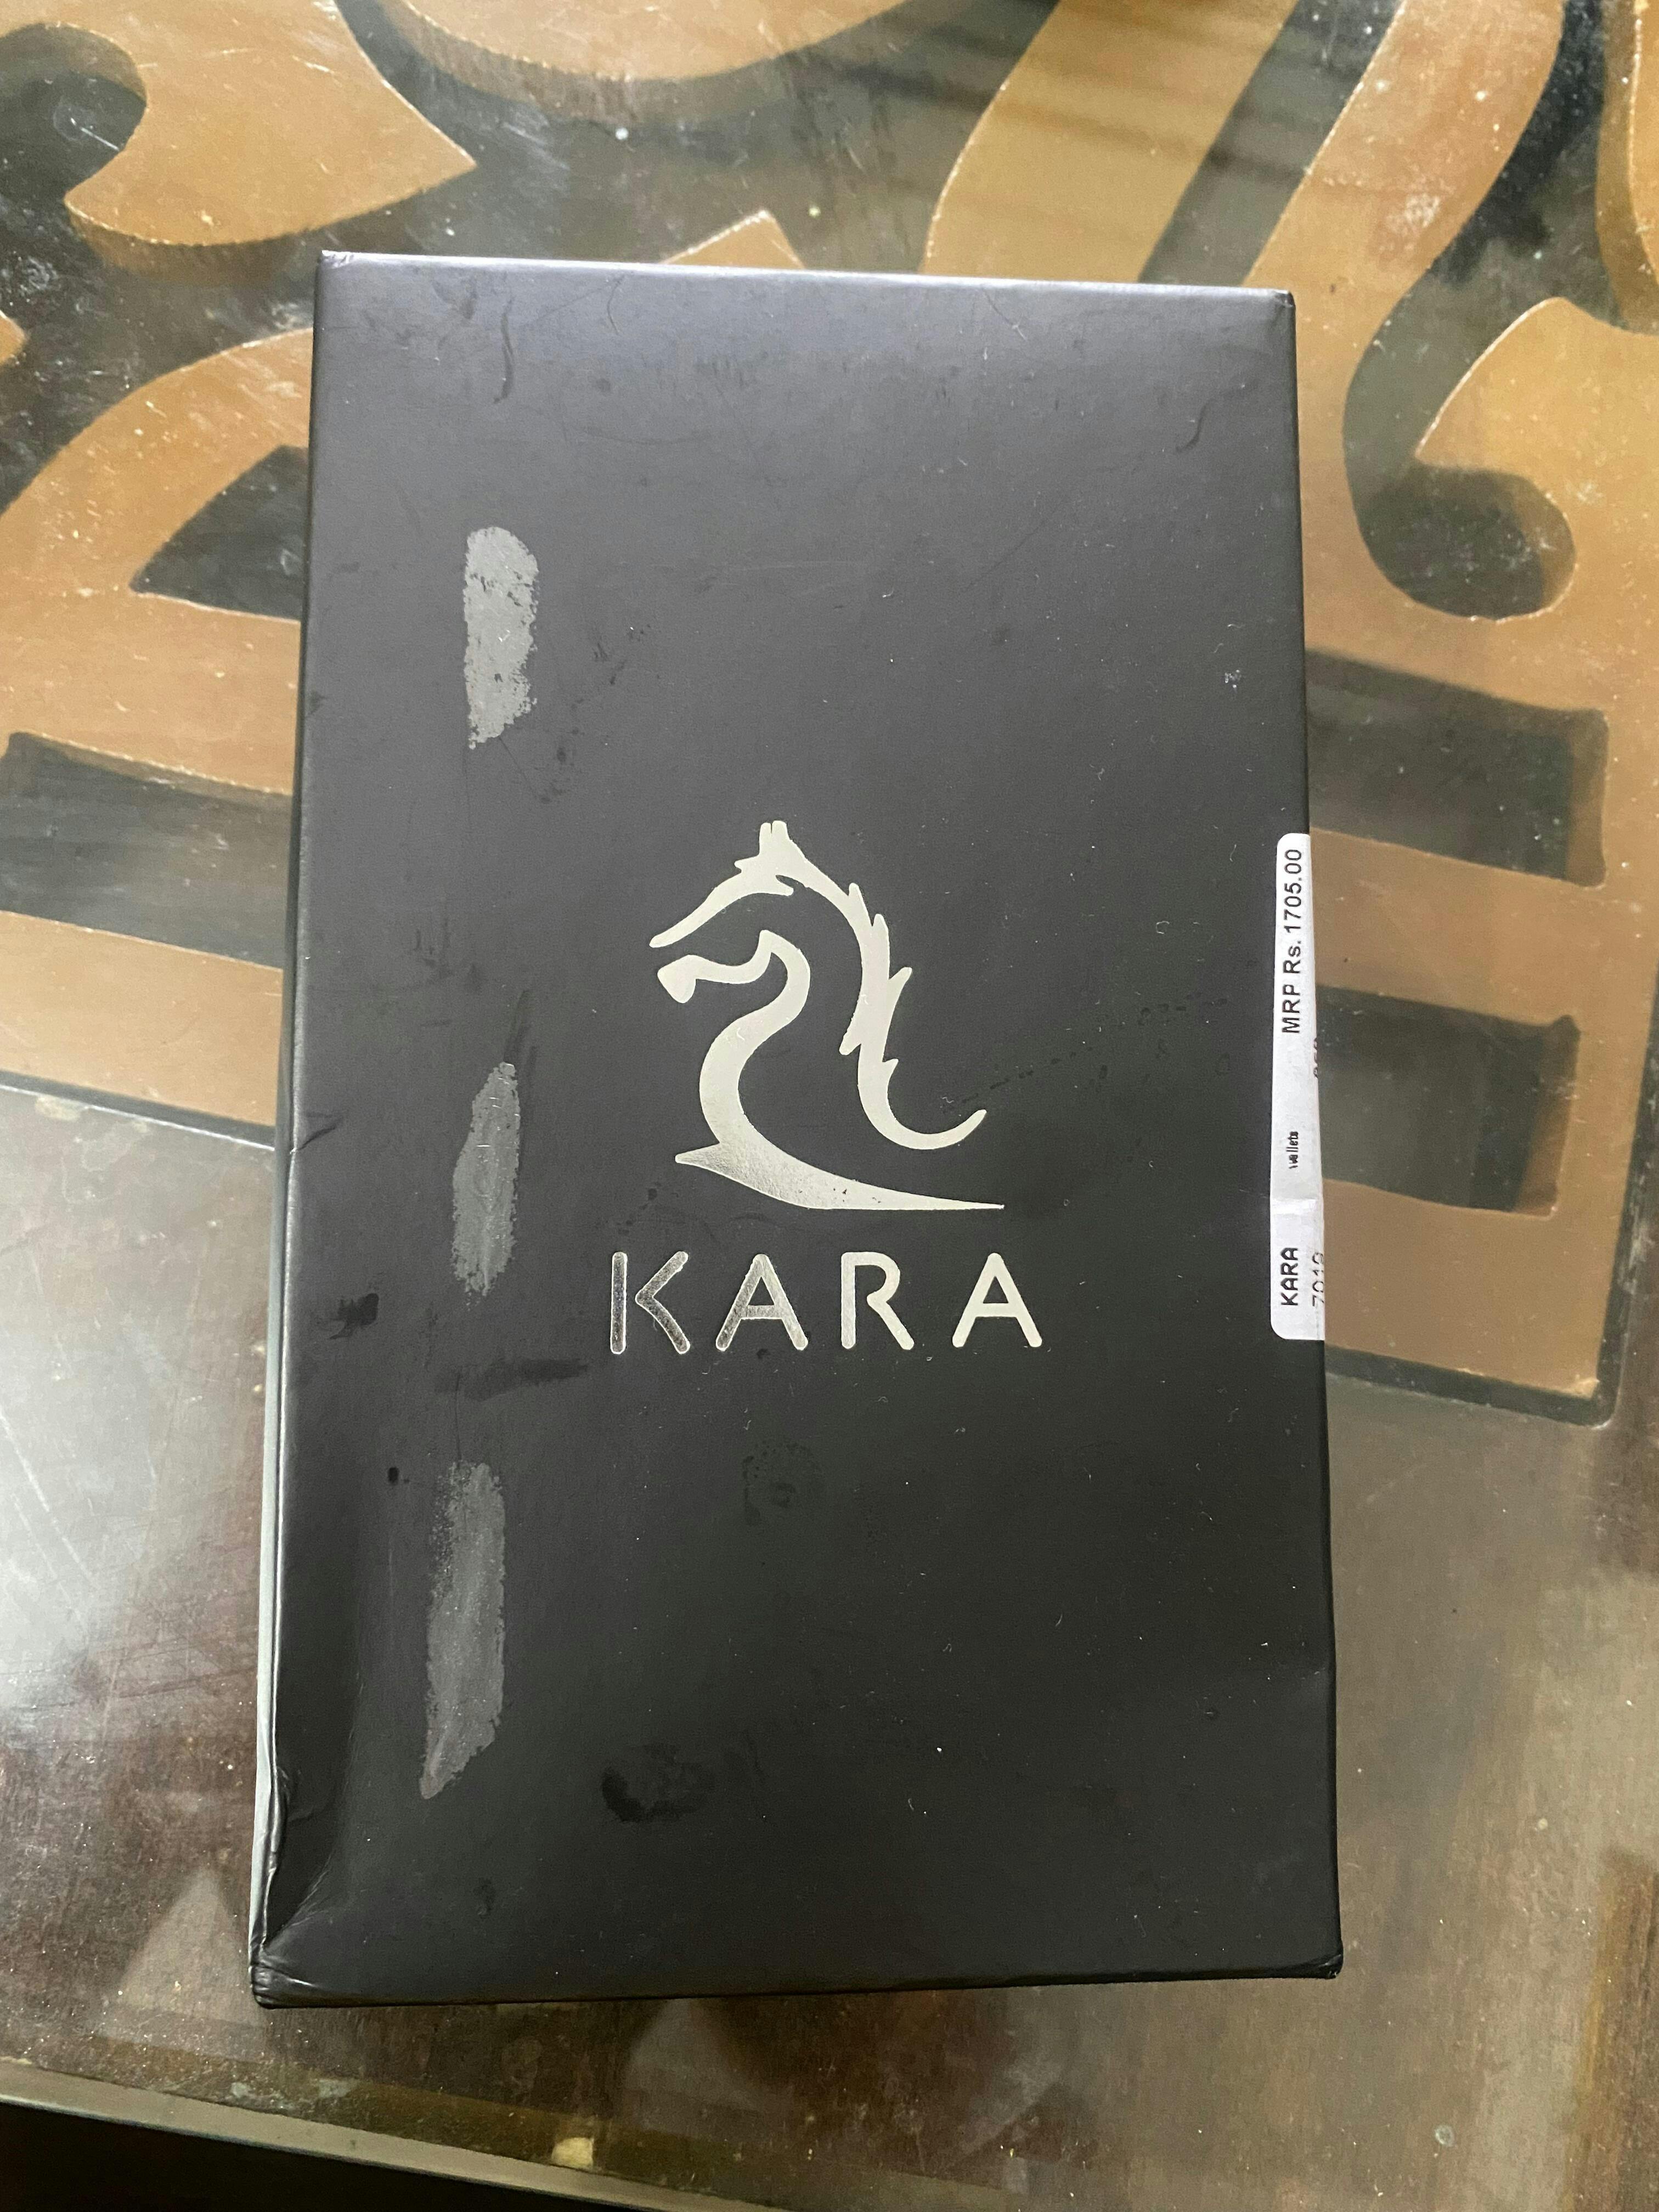 KARA
KARA wallets MRP Rs. 1705.00